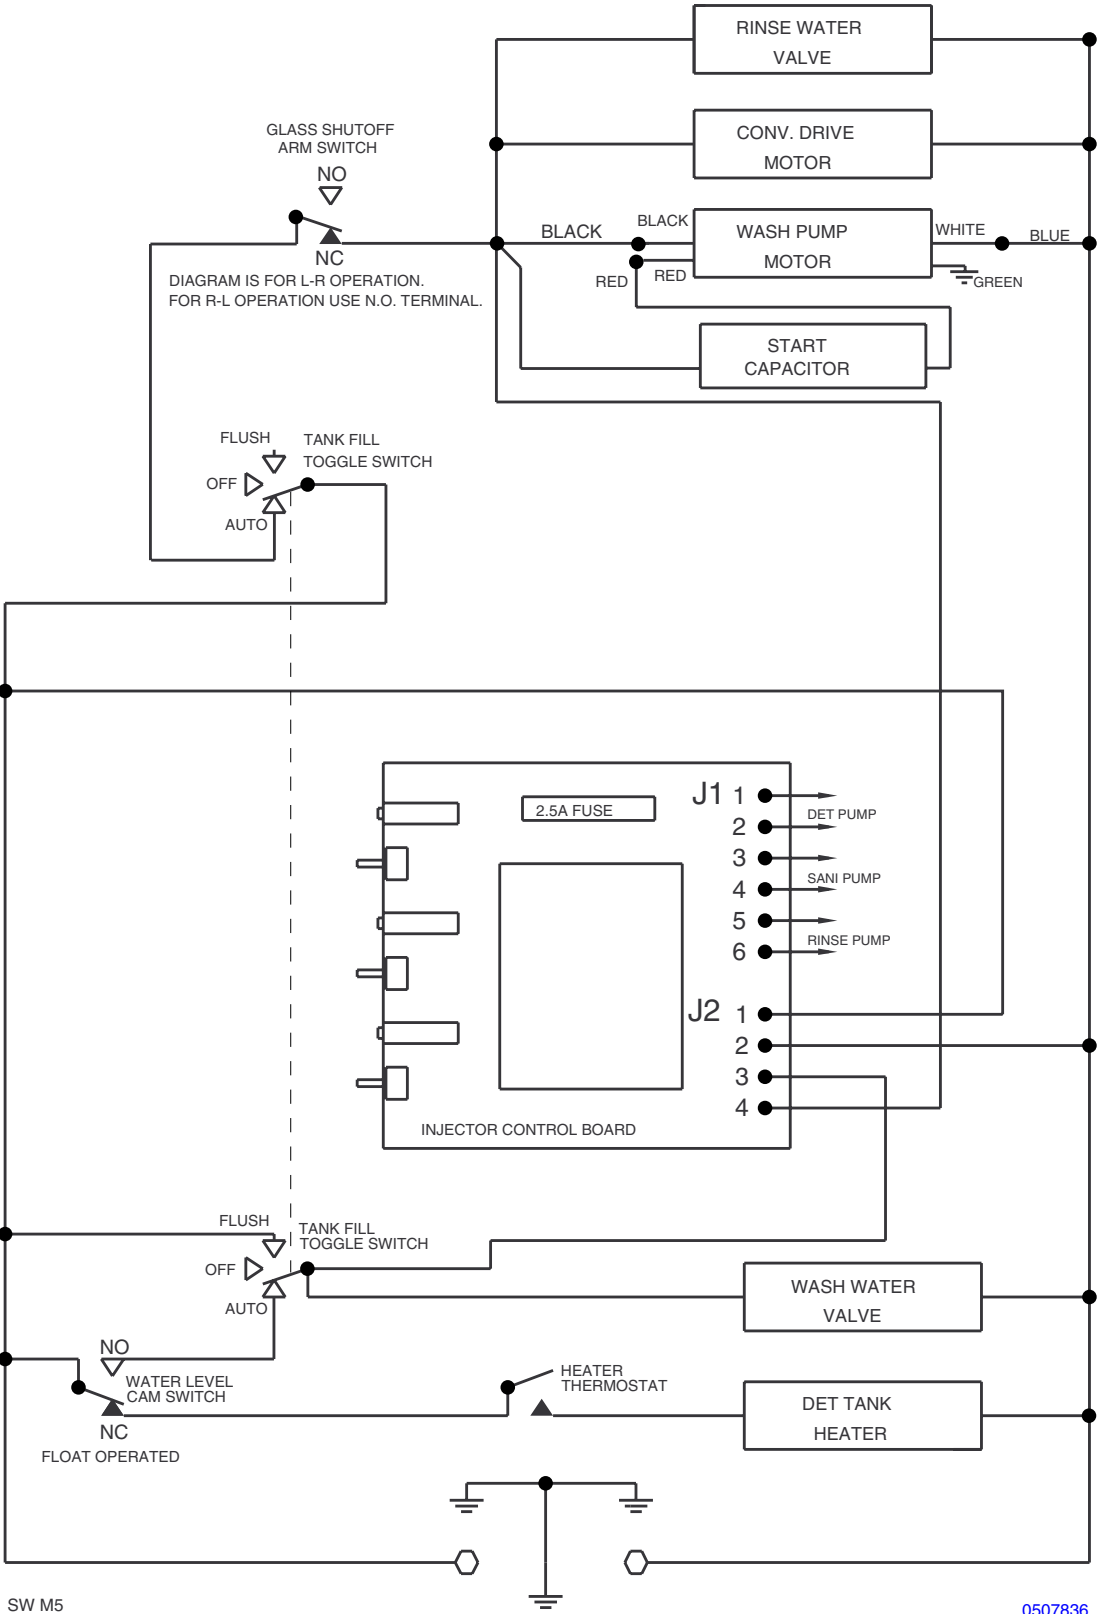 RINSE WATER
VALVE
CONV. DRIVE
MOTOR
GLASS SHUTOFF
ARM SWITCH
NO
NC
DIAGRAM IS FOR L-R OPERATION.
FOR R-L OPERATION USE N.O. TERMINAL.
BLACK
BLACK
RED
RED
WASH PUMP
MOTOR
WHITE
BLUE
GREEN
START
CAPACITOR
FLUSH
TANK FILL
TOGGLE SWITCH
OFF
AUTO
2.5A FUSE
J1
1
DET PUMP
2
3
SANI PUMP
4
5
RINSE PUMP
6
J2
1
2
3
4
INJECTOR CONTROL BOARD
FLUSH
TANK FILL
TOGGLE SWITCH
OFF
AUTO
WASH WATER
VALVE
NO
WATER LEVEL
CAM SWITCH
NC
FLOAT OPERATED
HEATER
THERMOSTAT
DET TANK
HEATER
SW M5
0507836